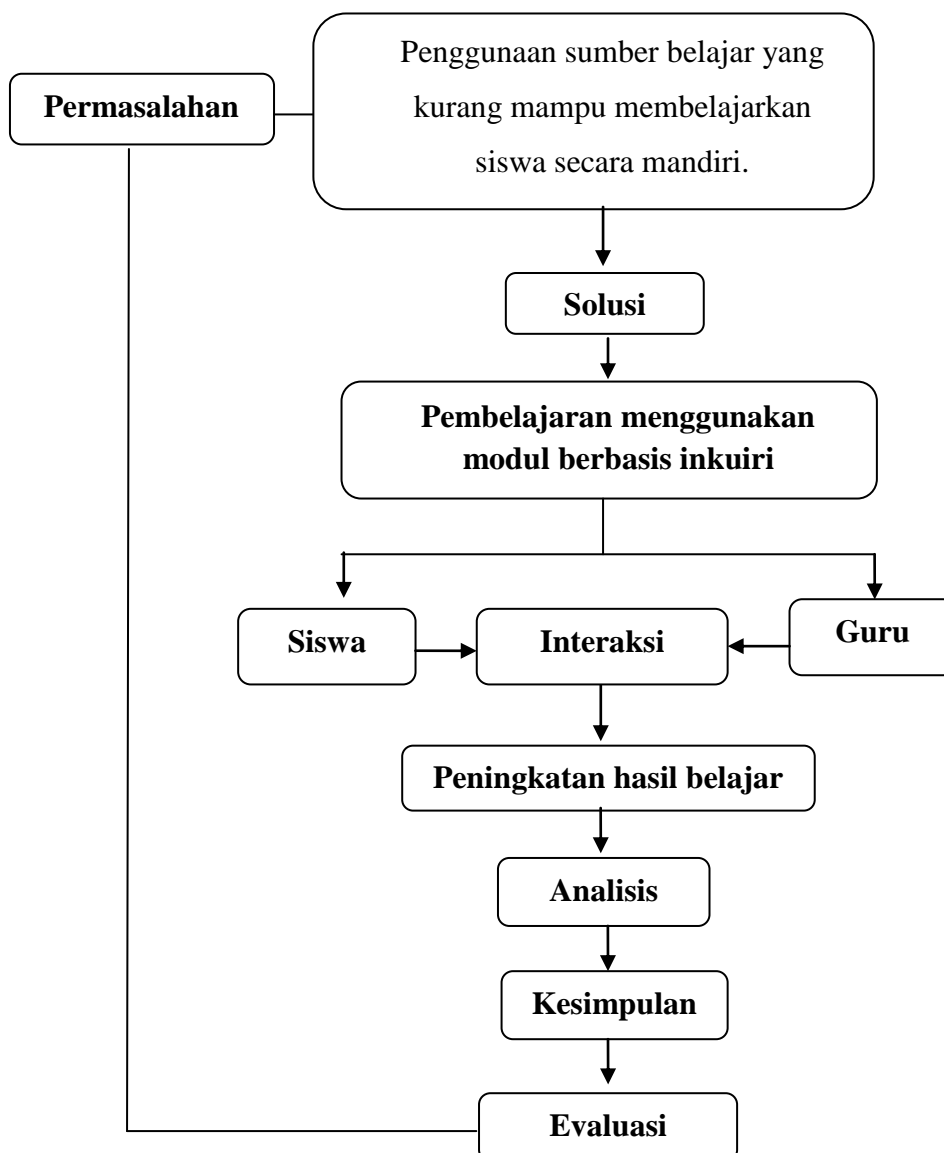 Penggunaan sumber belajar yang
kurang mampu membelajarkan
siswa secara mandiri.
Permasalahan
Solusi
Pembelajaran menggunakan
modul berbasis inkuiri
Siswa
Interaksi
Guru
Peningkatan hasil belajar
Analisis
Kesimpulan
Evaluasi